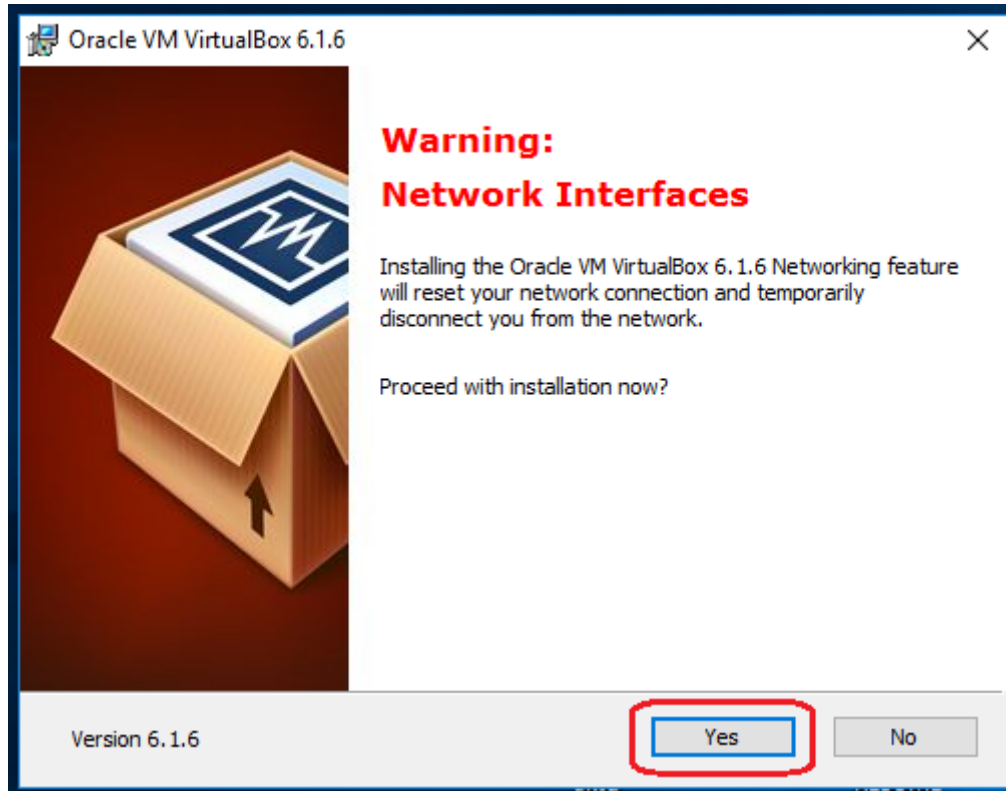 Oracle VM VirtualBox 6.1.6
Warning:
Network Interfaces
Installing the Oracle VM VirtualBox 6.1.6 Networking feature
will reset your network connection and temporarily
disconnect you from the network.
Proceed with installation now?
Version 6.1.6
Yes
No